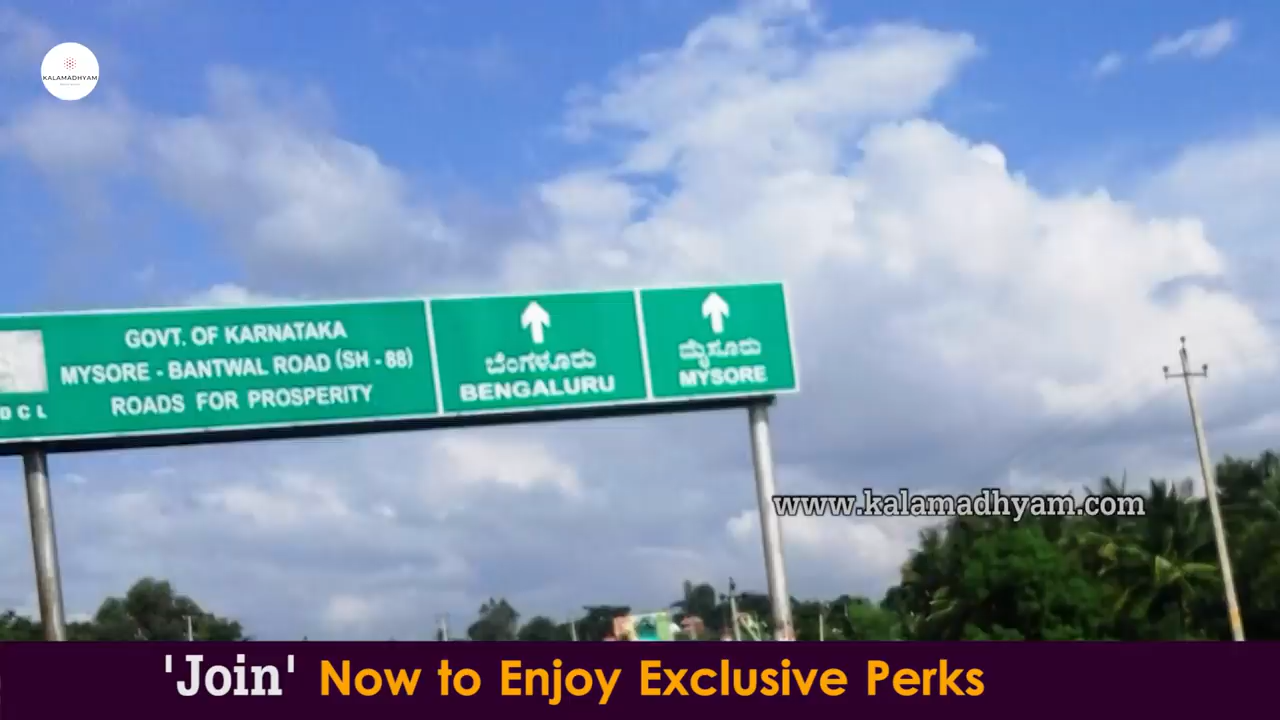 KALAMADHYAM
GOVT. OF KARNATAKA
MYSORE - BANTWAL ROAD (SH - 88)
ROADS FOR PROSPERITY
D C L
ಬೆಂಗಳೂರು
BENGALURU
ಮೈಸೂರು
MYSORE
www.kalamadhyam.com
'Join' Now to Enjoy Exclusive Perks